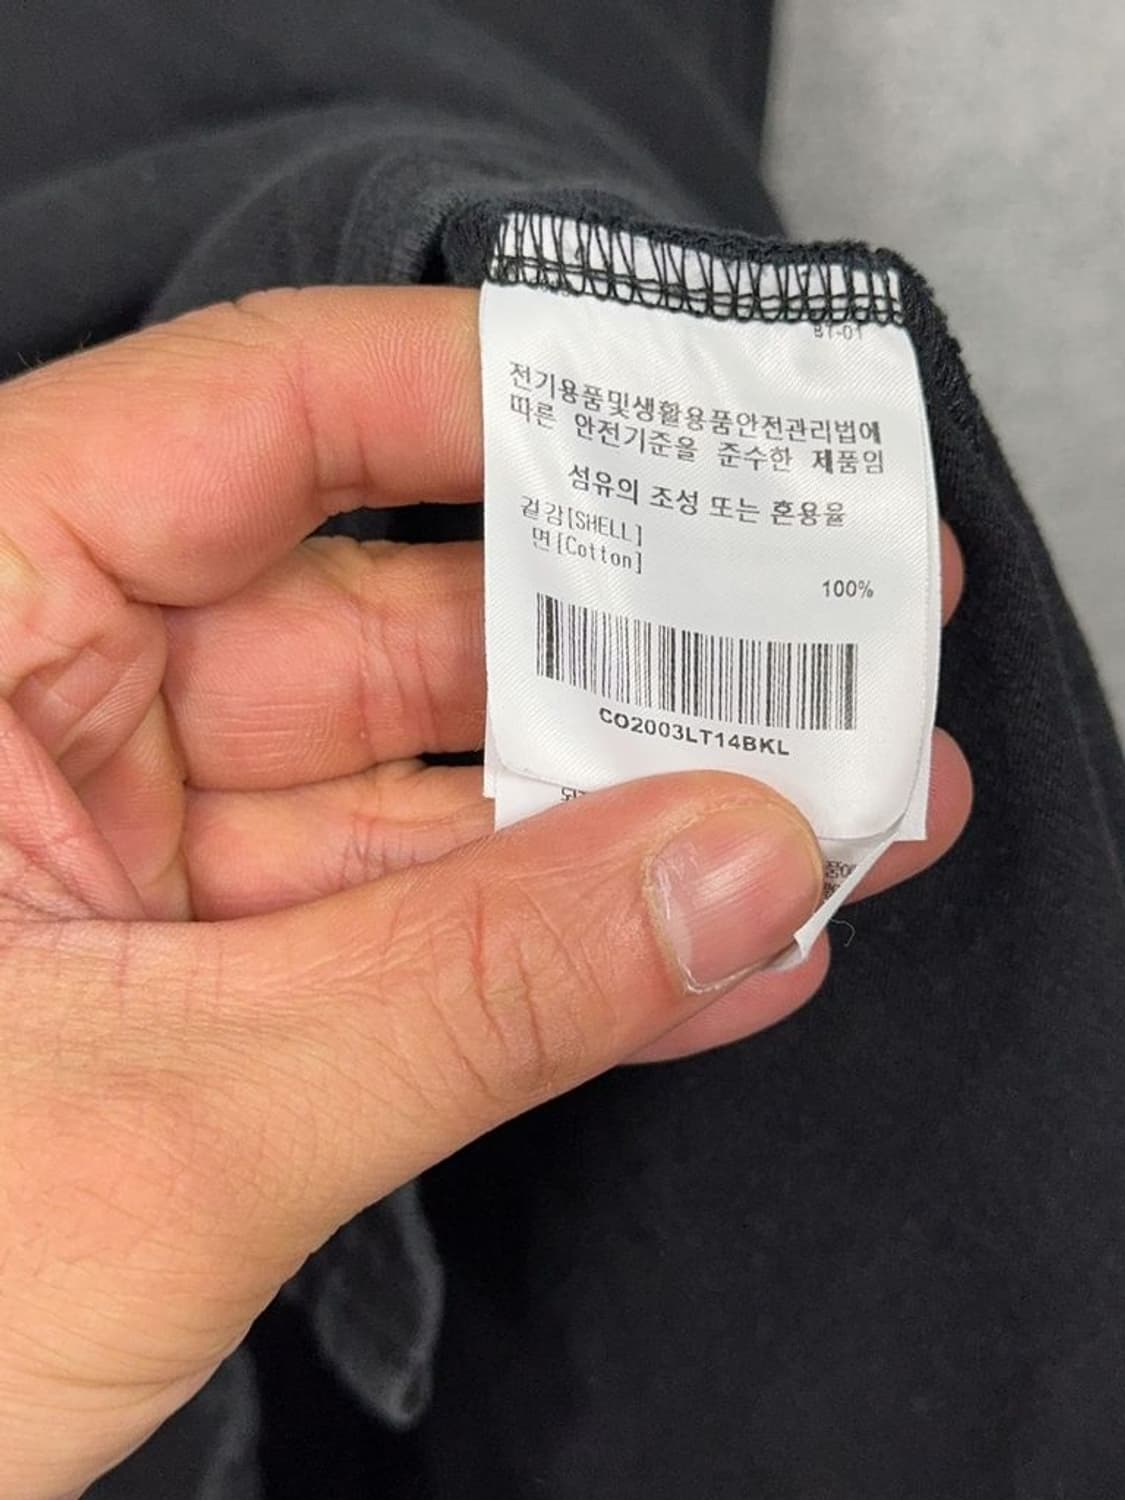 BT-01
전기용품및생활용품안전관리법에
따른 안전기준을 준수한 제품임
섬유의 조성 또는 혼용율
겉감[SHELL]
면[Cotton]
100%
CO2003LT14BKL
품에